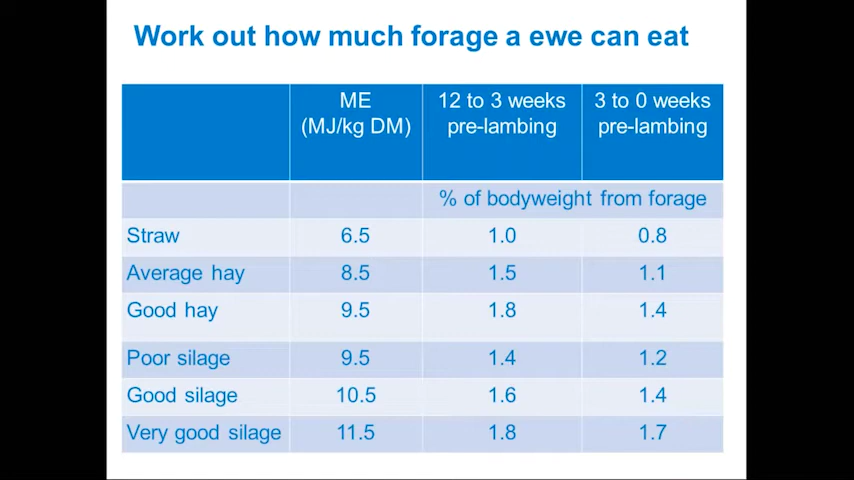 Work out how much forage a ewe can eat
ME (MJ/kg DM) 12 to 3 weeks pre-lambing 3 to 0 weeks pre-lambing
% of bodyweight from forage
Straw 6.5 1.0 0.8
Average hay 8.5 1.5 1.1
Good hay 9.5 1.8 1.4
Poor silage 9.5 1.4 1.2
Good silage 10.5 1.6 1.4
Very good silage 11.5 1.8 1.7